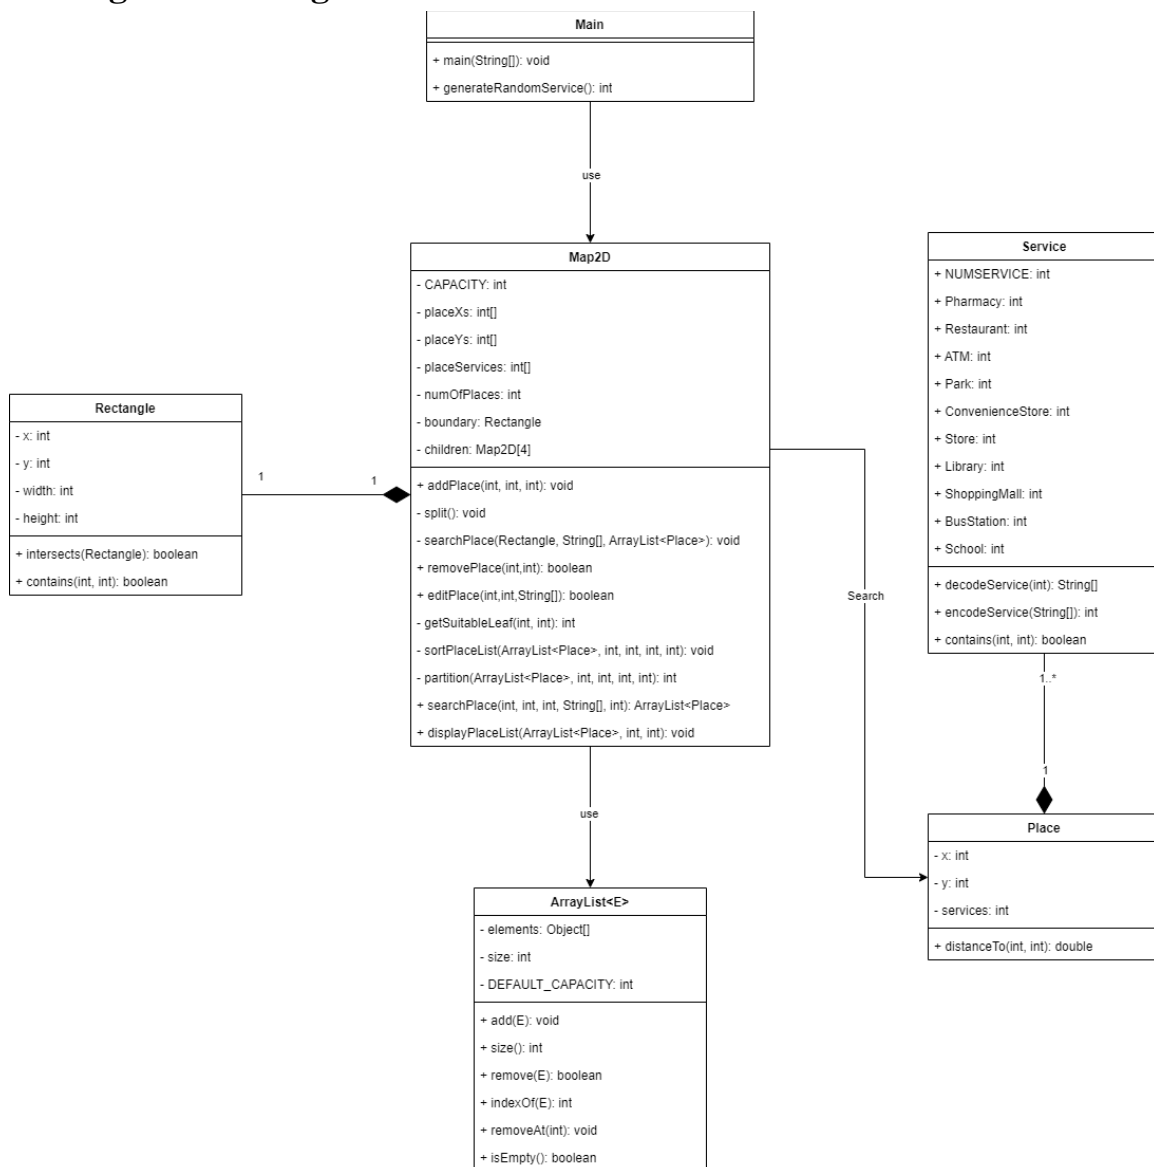 Main
+ main(String[]): void
+ generateRandomService(): int
use
Map2D
- CAPACITY: int
- placeXs: int[]
- placeYs: int[]
- placeServices: int[]
- numOfPlaces: int
- boundary: Rectangle
- children: Map2D[4]
+ addPlace(int, int, int): void
- split(): void
- searchPlace(Rectangle, String[], ArrayList<Place>): void
+ removePlace(int,int): boolean
+ editPlace(int,int,String[]): boolean
- getSuitableLeaf(int, int): int
- sortPlaceList(ArrayList<Place>, int, int, int, int): void
- partition(ArrayList<Place>, int, int, int, int): int
+ searchPlace(int, int, int, String[], int): ArrayList<Place>
+ displayPlaceList(ArrayList<Place>, int, int): void
Rectangle
- x: int
- y: int
- width: int
- height: int
+ intersects(Rectangle): boolean
+ contains(int, int): boolean
1
1
Search
Service
+ NUMSERVICE: int
+ Pharmacy: int
+ Restaurant: int
+ ATM: int
+ Park: int
+ ConvenienceStore: int
+ Store: int
+ Library: int
+ ShoppingMall: int
+ BusStation: int
+ School: int
+ decodeService(int): String[]
+ encodeService(String[]): int
+ contains(int, int): boolean
1..*
1
Place
- x: int
- y: int
- services: int
+ distanceTo(int, int): double
use
ArrayList<E>
- elements: Object[]
- size: int
- DEFAULT_CAPACITY: int
+ add(E): void
+ size(): int
+ remove(E): boolean
+ indexOf(E): int
+ removeAt(int): void
+ isEmpty(): boolean